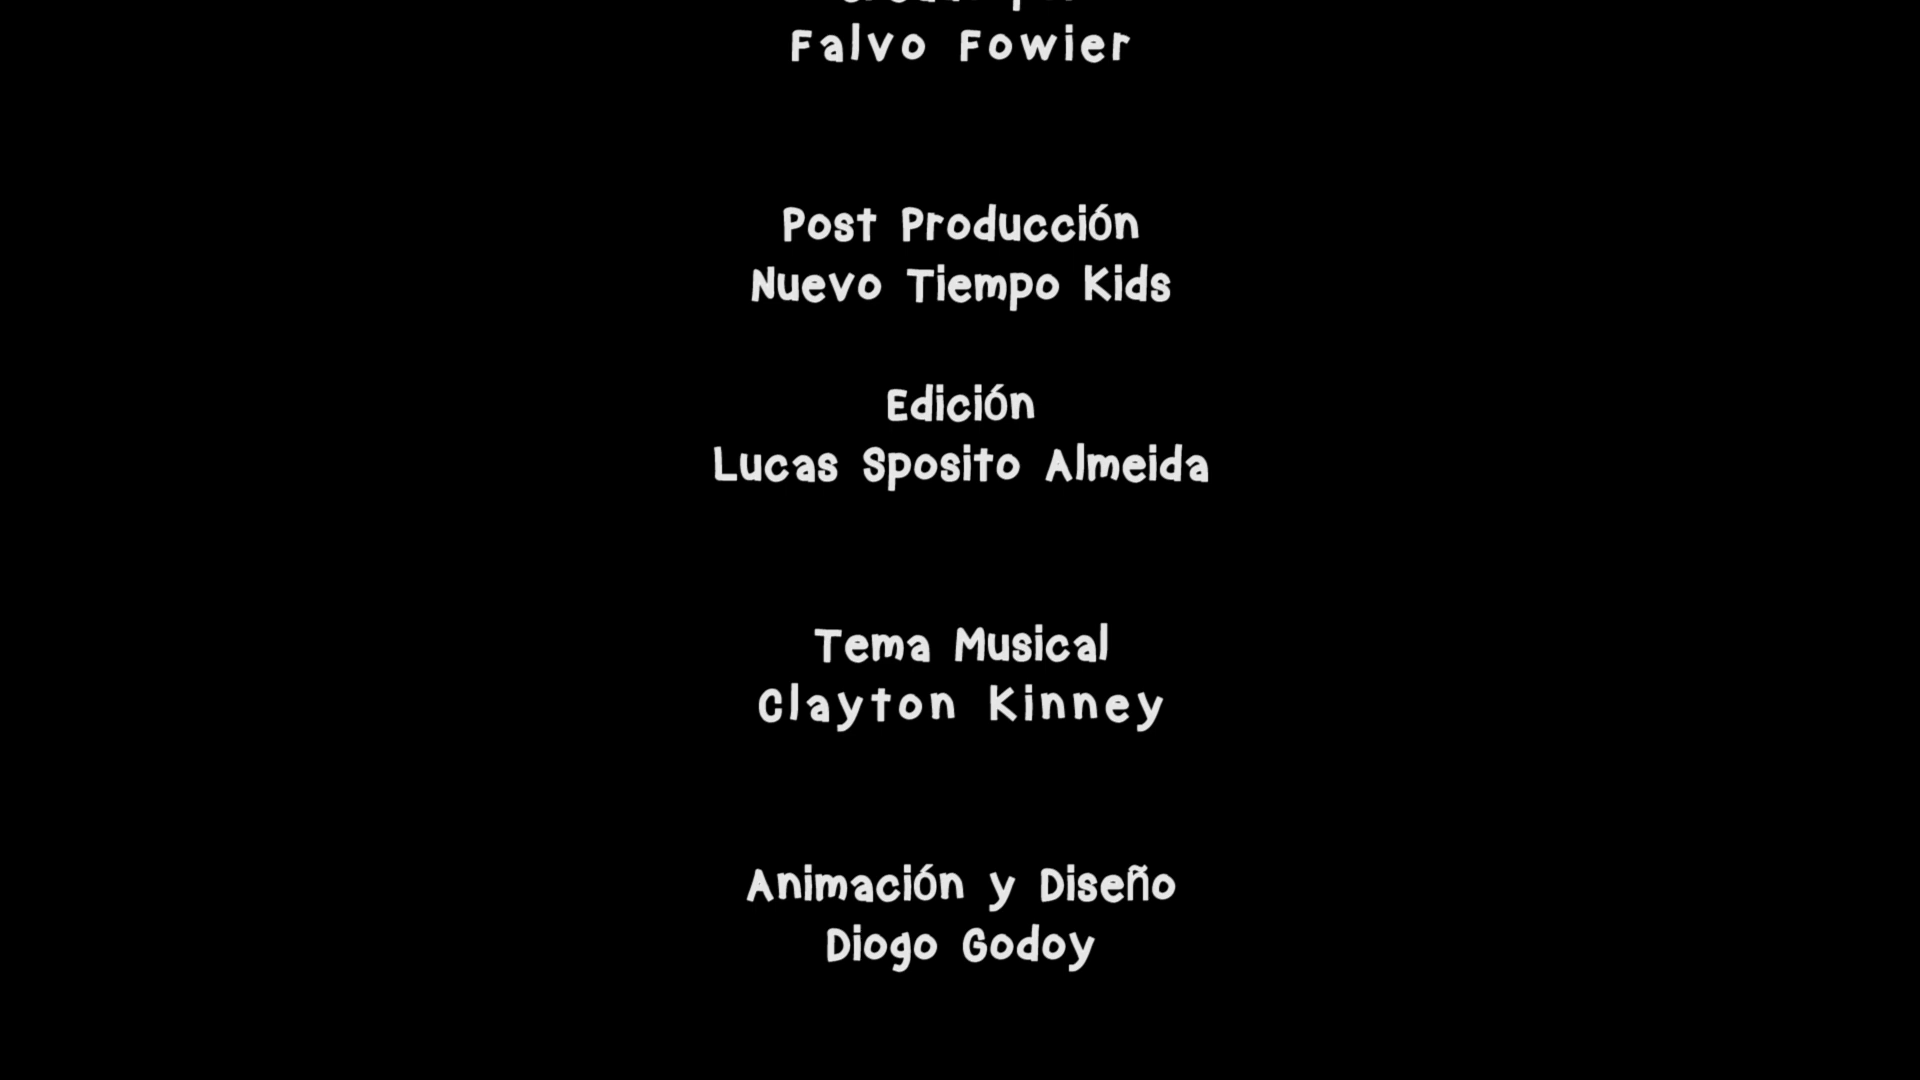 Falvo Fowier
Post Producción
Nuevo Tiempo Kids
Edición
Lucas Sposito Almeida
Tema Musical
Clayton Kinney
Animación y Diseño
Diogo Godoy